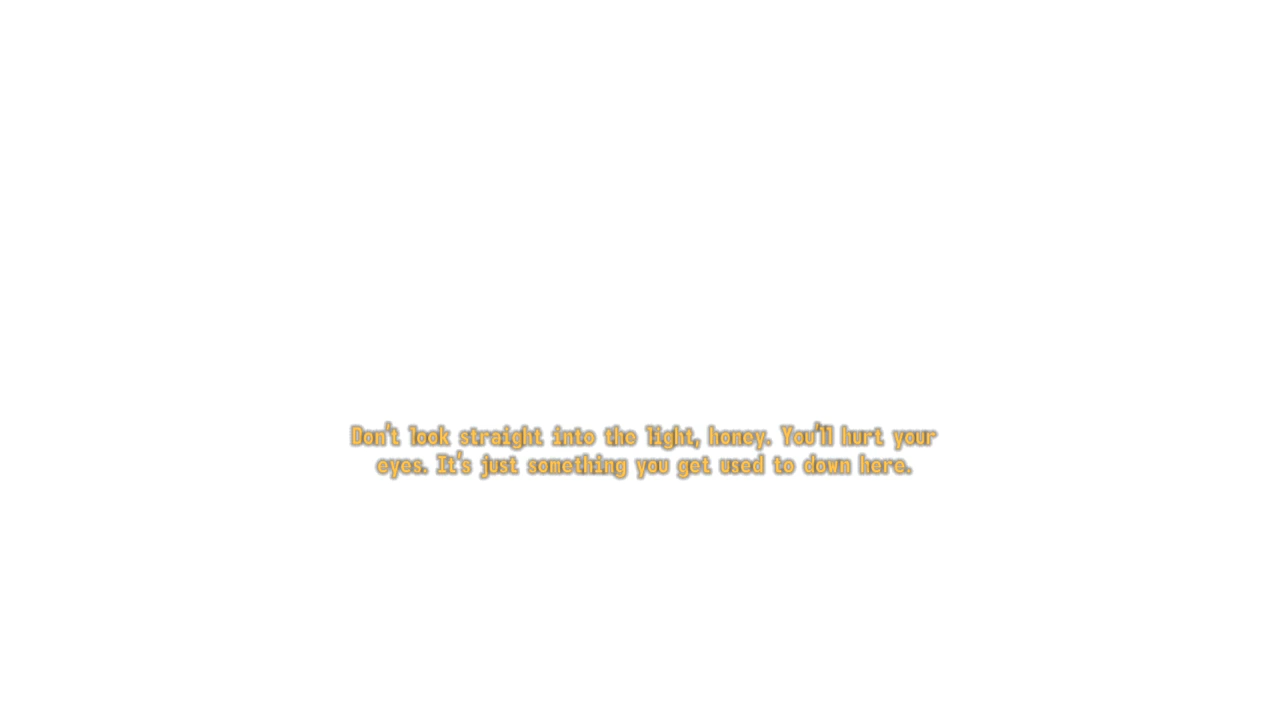 Don't look straight into the light, honey. You'll hurt your
eyes. It's just something you get used to down here.